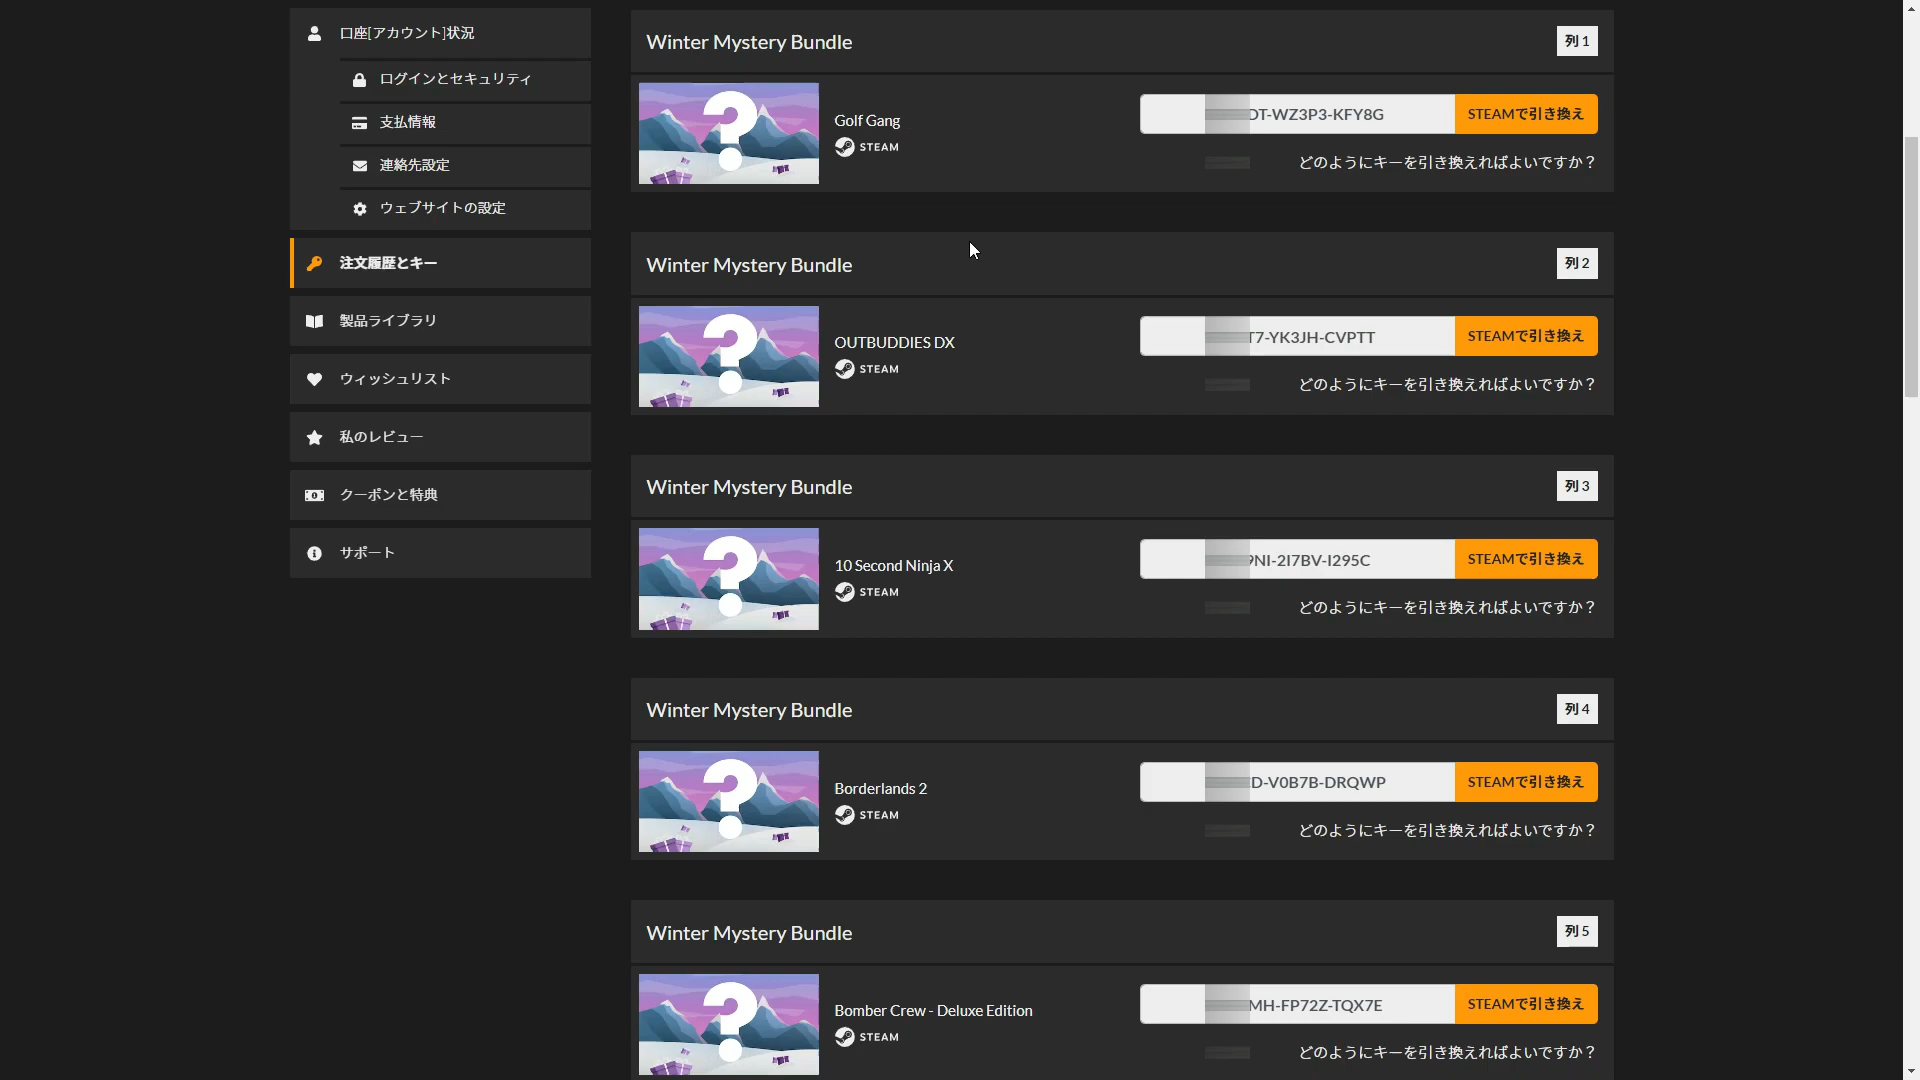 口座[アカウント]状況
ログインとセキュリティ
支払情報
連絡先設定
ウェブサイトの設定
注文履歴とキー
製品ライブラリ
ウィッシュリスト
私のレビュー
クーポンと特典
サポート
Winter Mystery Bundle
列 1
Golf Gang
STEAM
DT-WZ3P3-KFY8G
STEAMで引き換え
どのようにキーを引き換えればよいですか？
Winter Mystery Bundle
列 2
OUTBUDDIES DX
STEAM
T7-YK3JH-CVPTT
STEAMで引き換え
どのようにキーを引き換えればよいですか？
Winter Mystery Bundle
列 3
10 Second Ninja X
STEAM
9NI-2I7BV-I295C
STEAMで引き換え
どのようにキーを引き換えればよいですか？
Winter Mystery Bundle
列 4
Borderlands 2
STEAM
D-V0B7B-DRQWP
STEAMで引き換え
どのようにキーを引き換えればよいですか？
Winter Mystery Bundle
列 5
Bomber Crew - Deluxe Edition
STEAM
MH-FP72Z-TQX7E
STEAMで引き換え
どのようにキーを引き換えればよいですか？